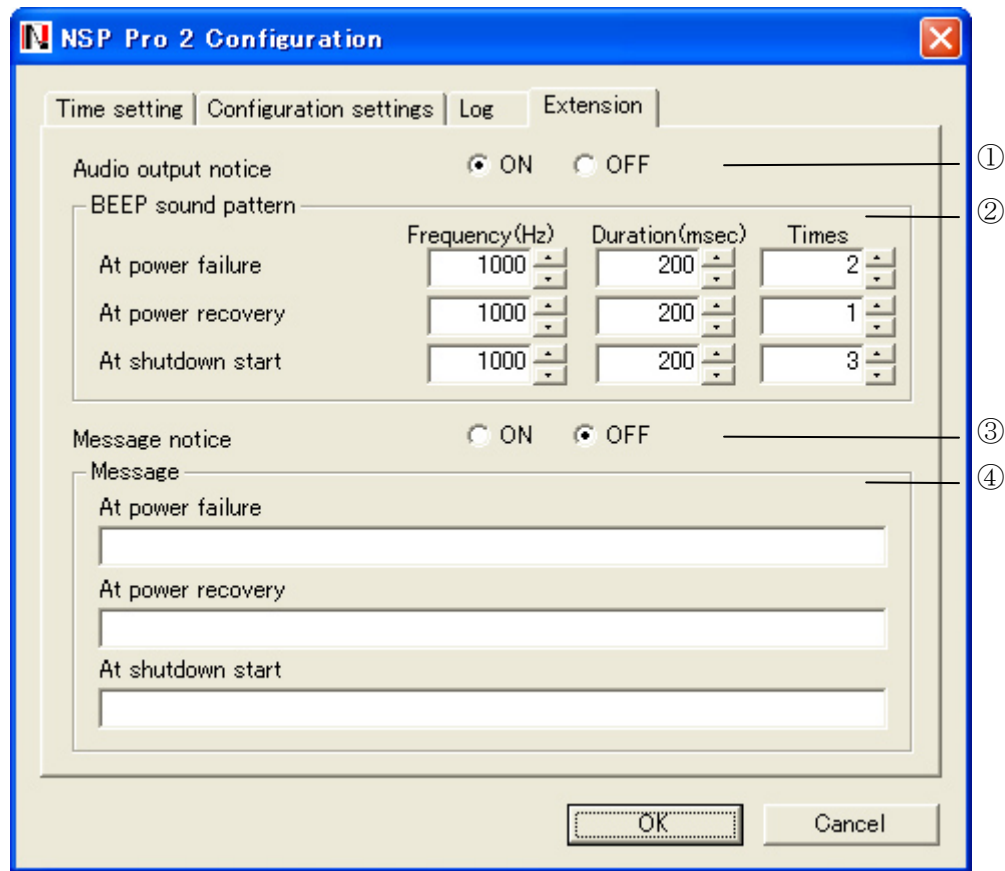 NSP Pro 2 Configuration
Time setting Configuration settings Log Extension
Audio output notice ON OFF ①
BEEP sound pattern ②
Frequency(Hz) Duration(msec) Times
At power failure 1000 200 2
At power recovery 1000 200 1
At shutdown start 1000 200 3
Message notice ON OFF ③
Message ④
At power failure
At power recovery
At shutdown start
OK Cancel